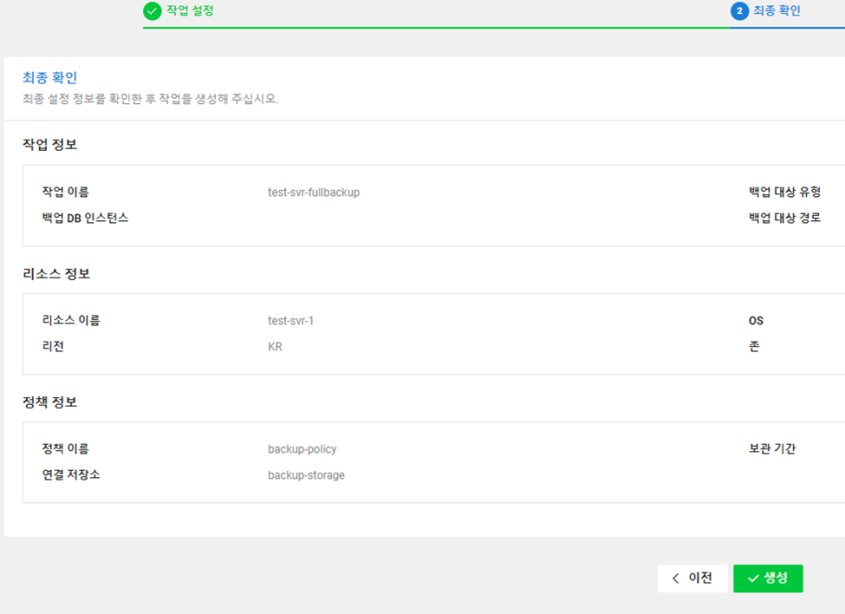 작업 설정
2 최종 확인
최종 확인
최종 설정 정보를 확인한 후 작업을 생성해 주십시오.
작업 정보
작업 이름 test-svr-fullbackup 백업 대상 유형
백업 DB 인스턴스 백업 대상 경로
리소스 정보
리소스 이름 test-svr-1 OS
리전 KR 존
정책 정보
정책 이름 backup-policy 보관 기간
연결 저장소 backup-storage
이전 생성